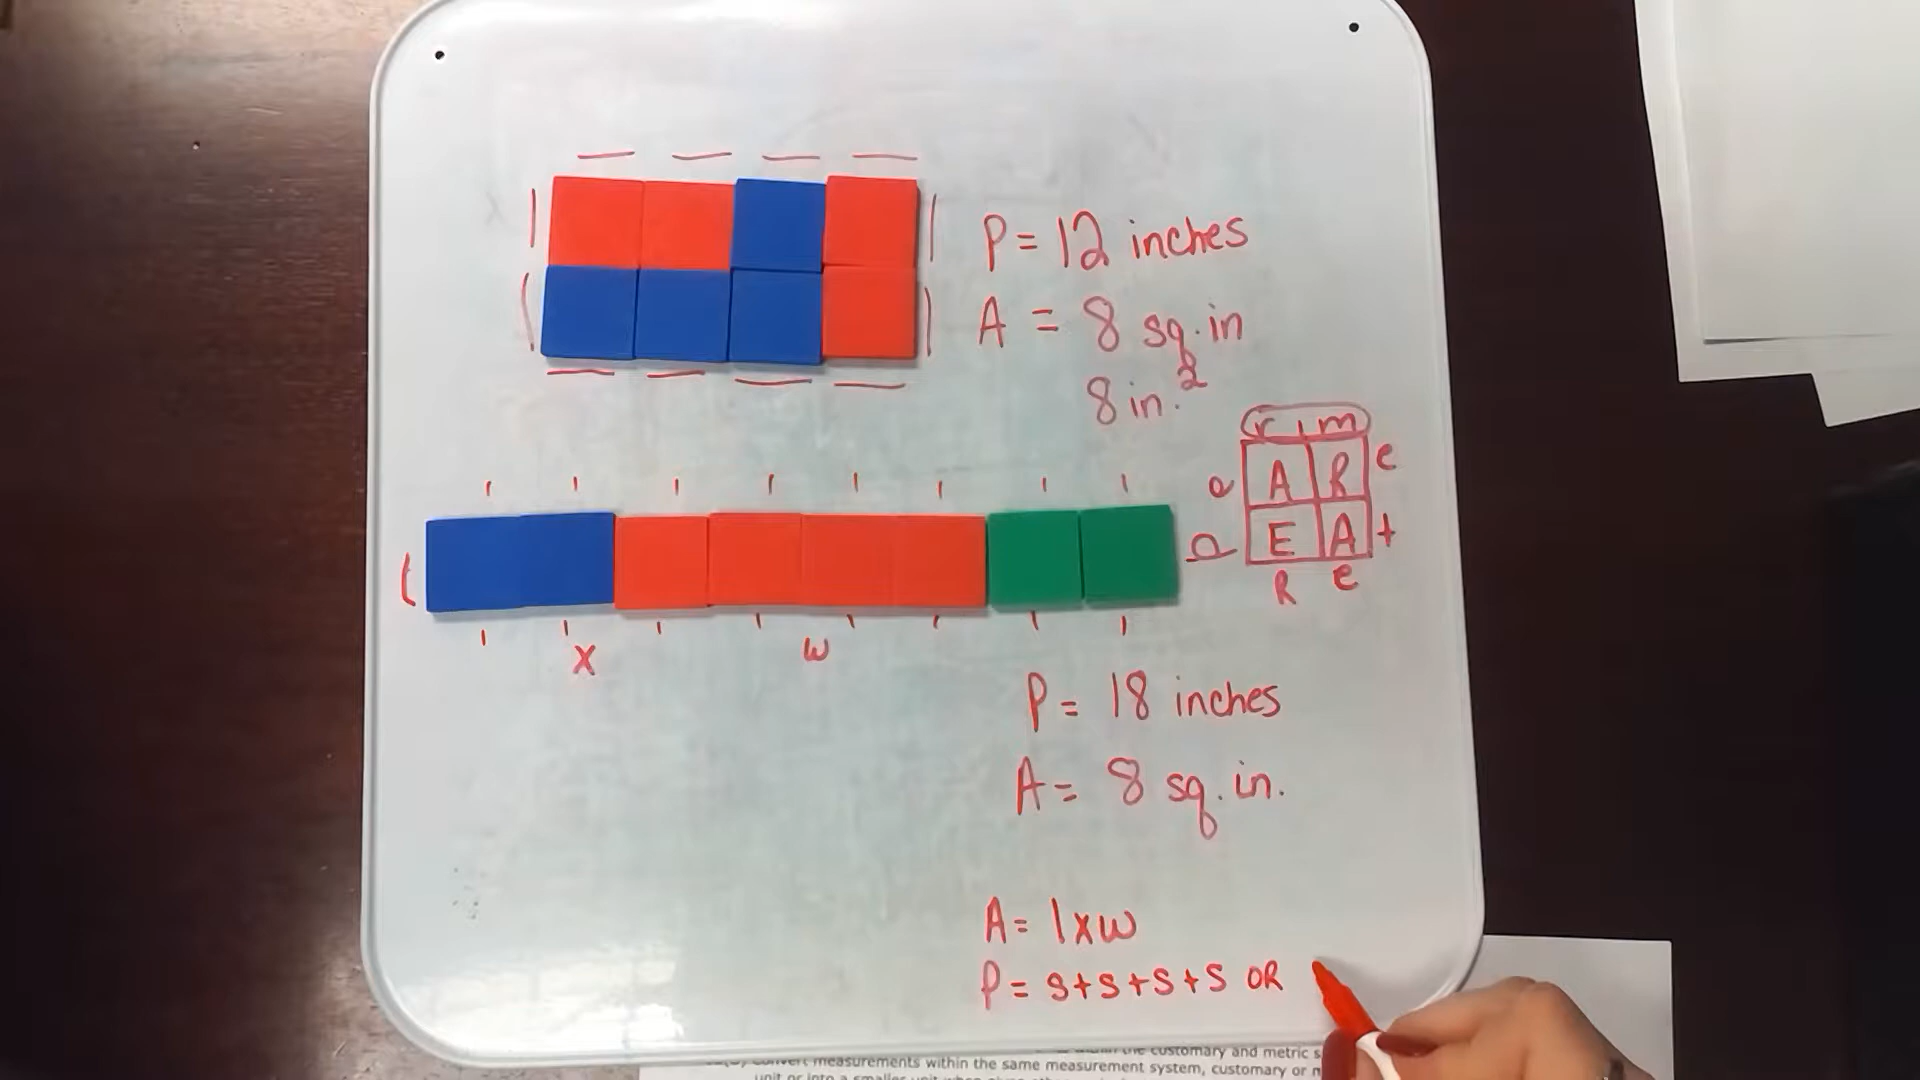 P = 12 inches
A = 8 sq. in
8 in.²
r i m
A R e
E A t
R e
x w
P = 18 inches
A = 8 sq. in.
A = l x w
P = s + s + s + s OR
convert measurements within the same measurement system, customary or